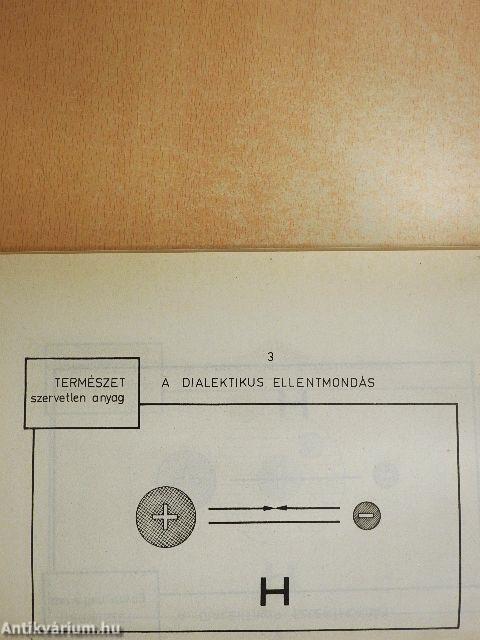 3
TERMÉSZET A DIALEKTIKUS ELLENTMONDÁS
szervetlen anyag
+ −
H
Antikvárium.hu